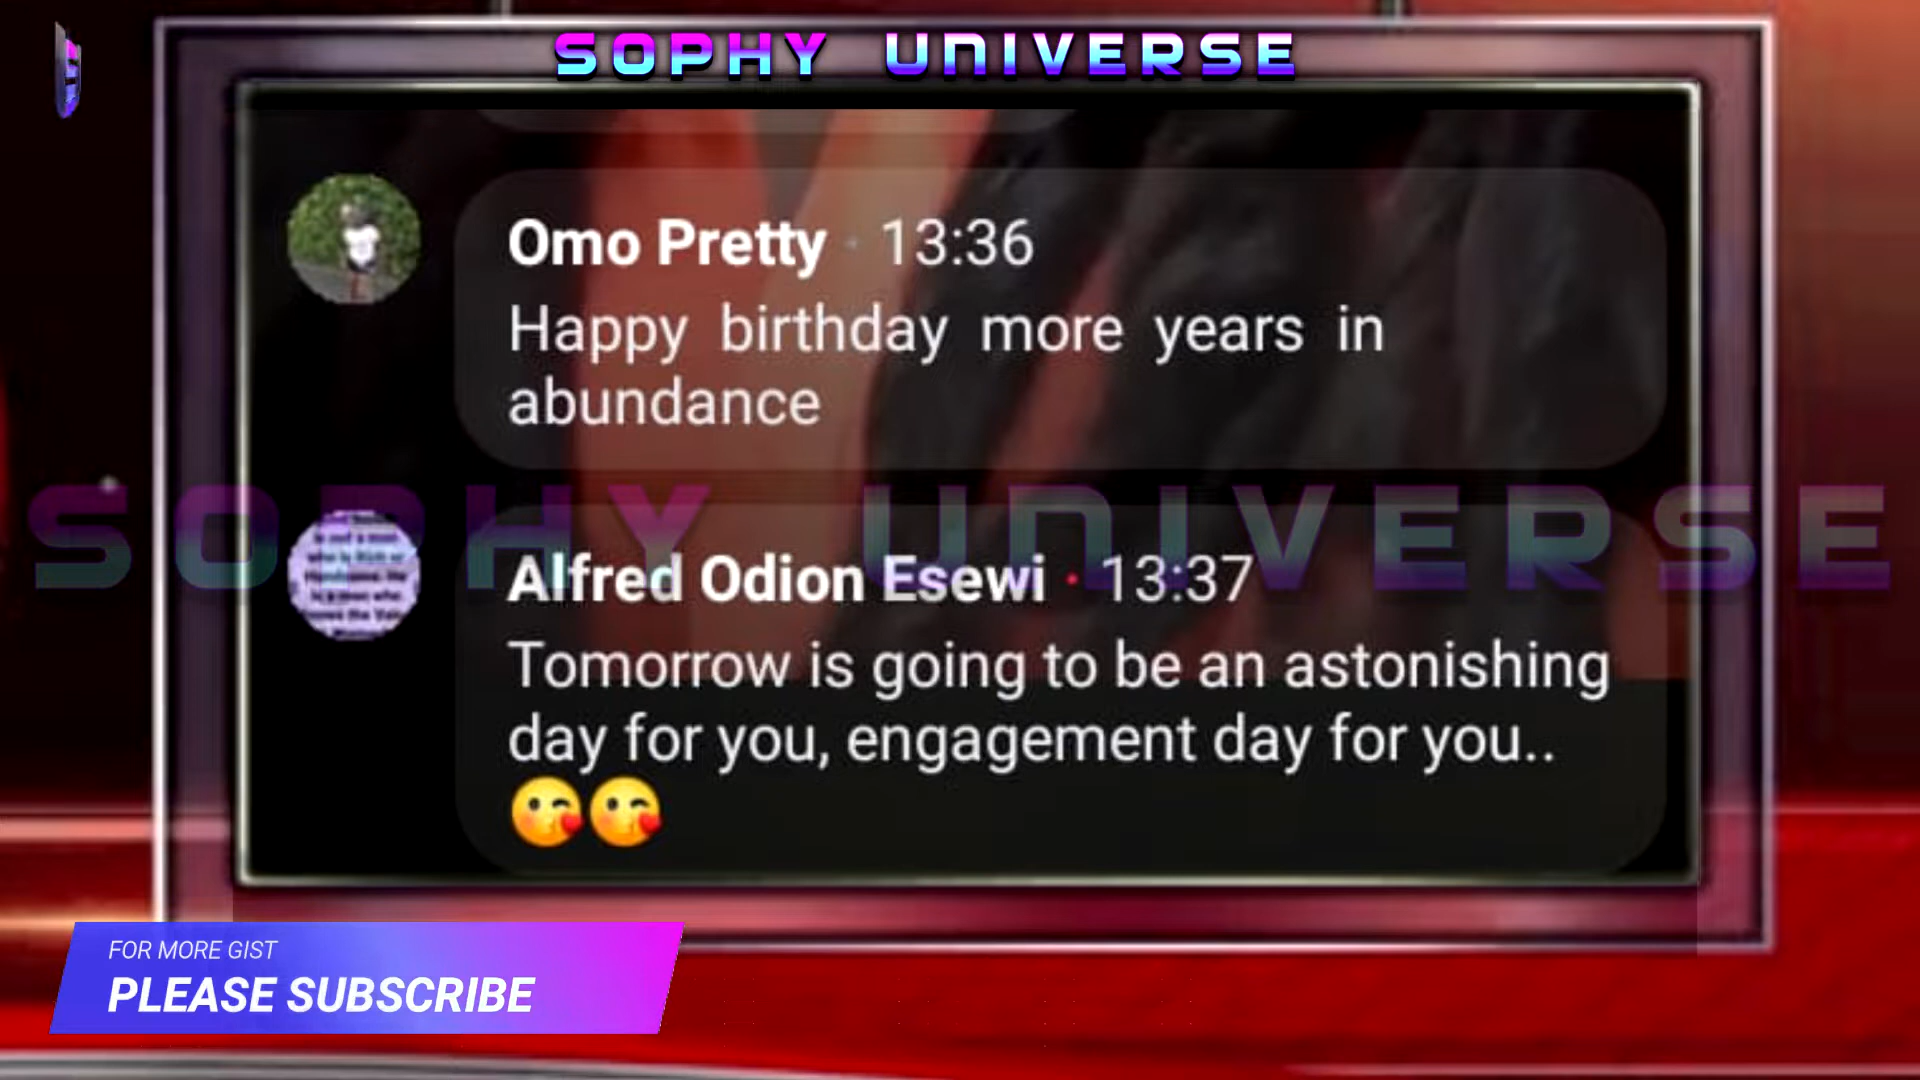 SOPHY UNIVERSE
Omo Pretty · 13:36
Happy birthday more years in
abundance
SOPHY UNIVERSE
Alfred Odion Esewi · 13:37
Tomorrow is going to be an astonishing
day for you, engagement day for you..
😘😘
FOR MORE GIST
PLEASE SUBSCRIBE